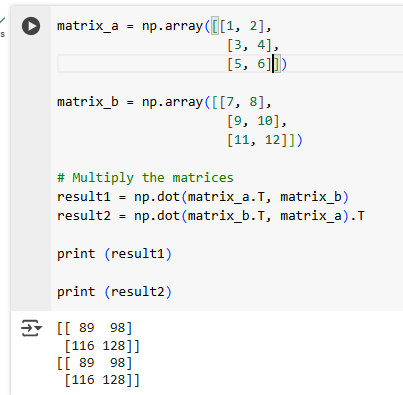 s
matrix_a = np.array([[1, 2],
[3, 4],
[5, 6]])
matrix_b = np.array([[7, 8],
[9, 10],
[11, 12]])
# Multiply the matrices
result1 = np.dot(matrix_a.T, matrix_b)
result2 = np.dot(matrix_b.T, matrix_a).T
print (result1)
print (result2)
[[ 89  98]
[116 128]]
[[ 89  98]
[116 128]]